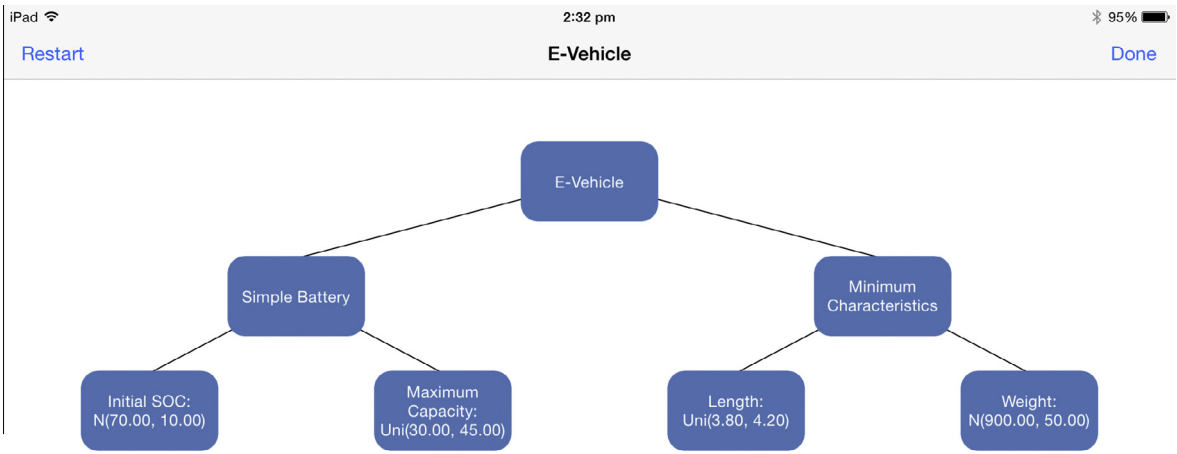 iPad 2:32 pm 95%
Restart E-Vehicle Done
E-Vehicle
Simple Battery
Minimum
Characteristics
Initial SOC:
N(70.00, 10.00)
Maximum
Capacity:
Uni(30.00, 45.00)
Length:
Uni(3.80, 4.20)
Weight:
N(900.00, 50.00)